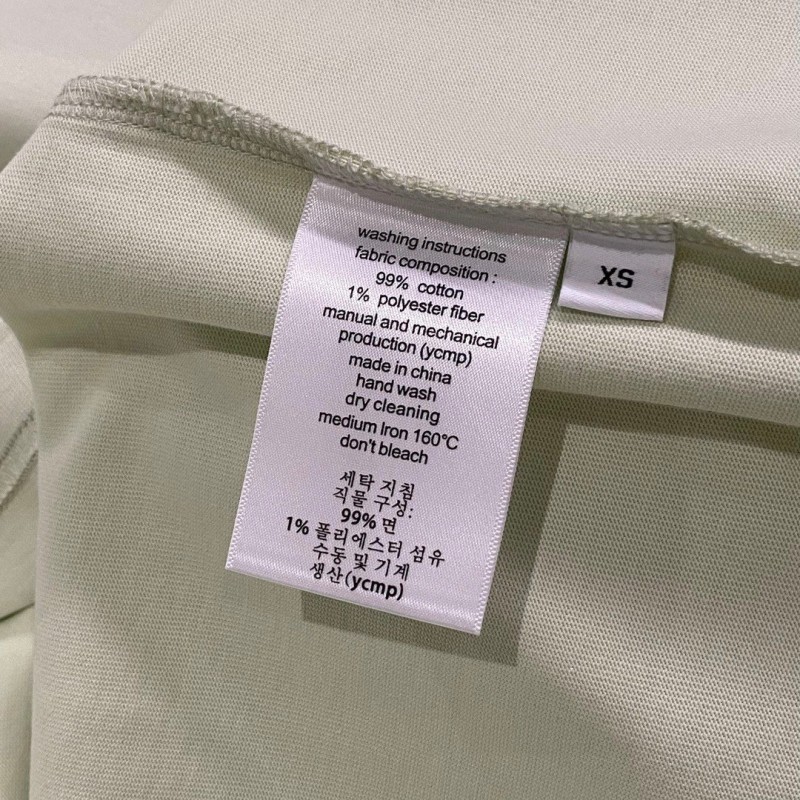 washing instructions
fabric composition :
99% cotton
1% polyester fiber
manual and mechanical
production (ycmp)
made in china
hand wash
dry cleaning
medium Iron 160℃
don't bleach
세탁 지침
직물 구성:
99% 면
1% 폴리에스터 섬유
수동 및 기계
생산(ycmp)
XS